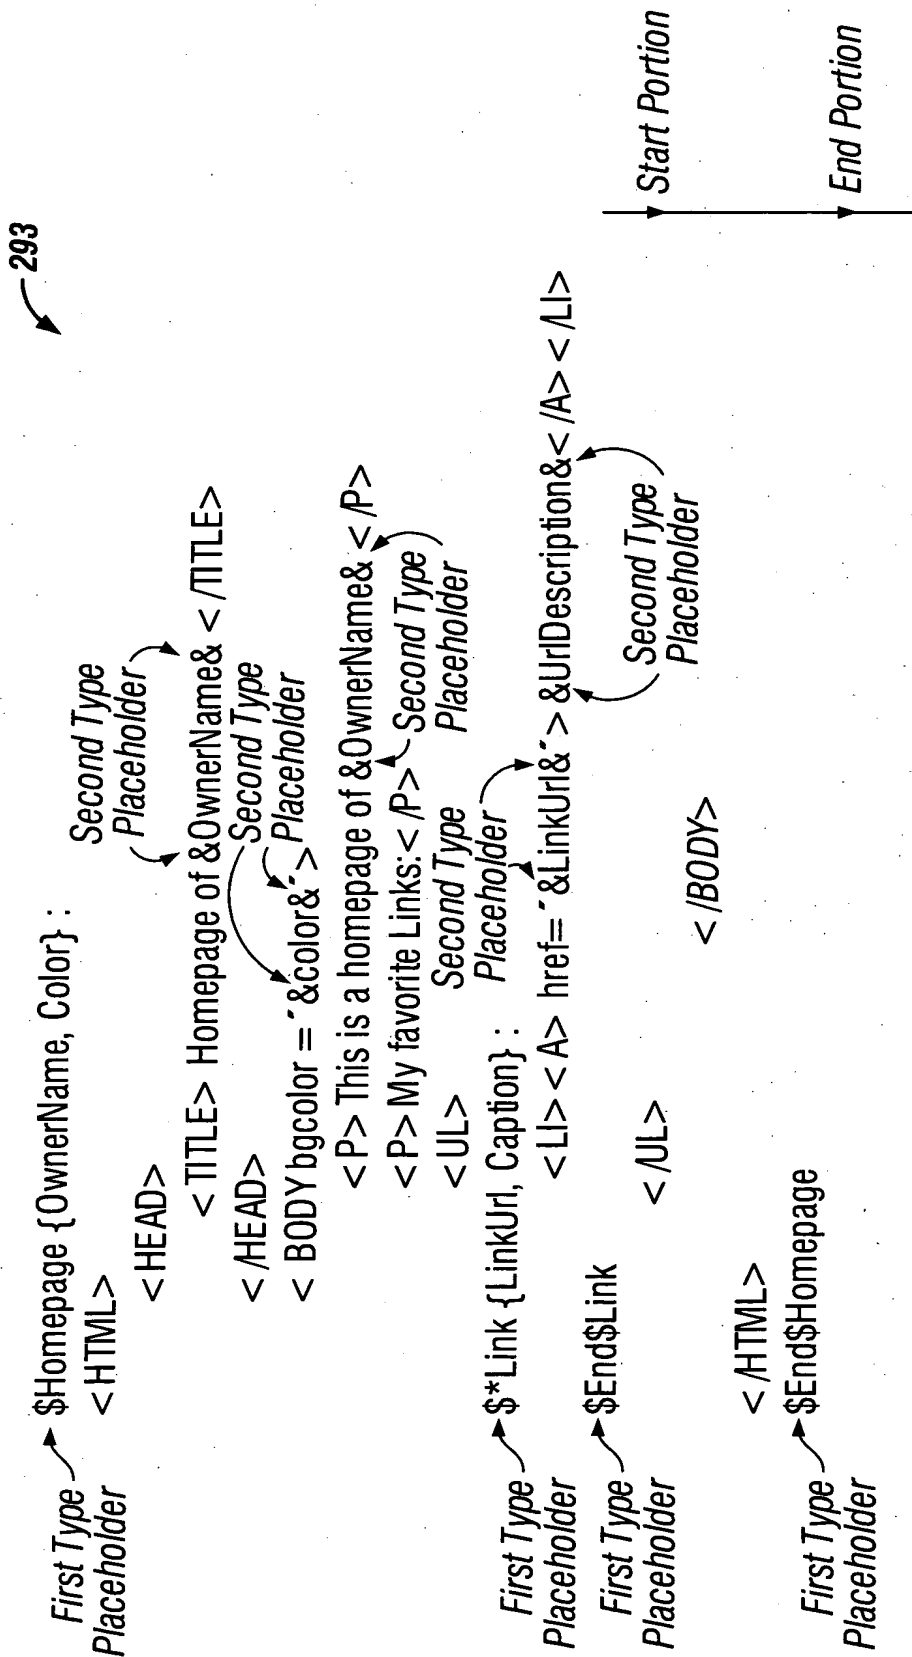 293
First Type
Placeholder
$Homepage {OwnerName, Color} :
<HTML>
<HEAD>
Second Type
Placeholder
<TITLE> Homepage of &OwnerName& </TITLE>
</HEAD>
Second Type
Placeholder
<BODY bgcolor =˝&color&˝>
<P> This is a homepage of &OwnerName& </P>
<P> My favorite Links:</P>
Second Type
Placeholder
<UL>
Second Type
Placeholder
First Type
Placeholder
$*Link {LinkUrl, Caption} :
<LI><A> href=˝&LinkUrl&˝> &UrlDescription&</A></LI>
First Type
Placeholder
$End$Link
Second Type
Placeholder
</UL>
</BODY>
</HTML>
First Type
Placeholder
$End$Homepage
Start Portion
End Portion